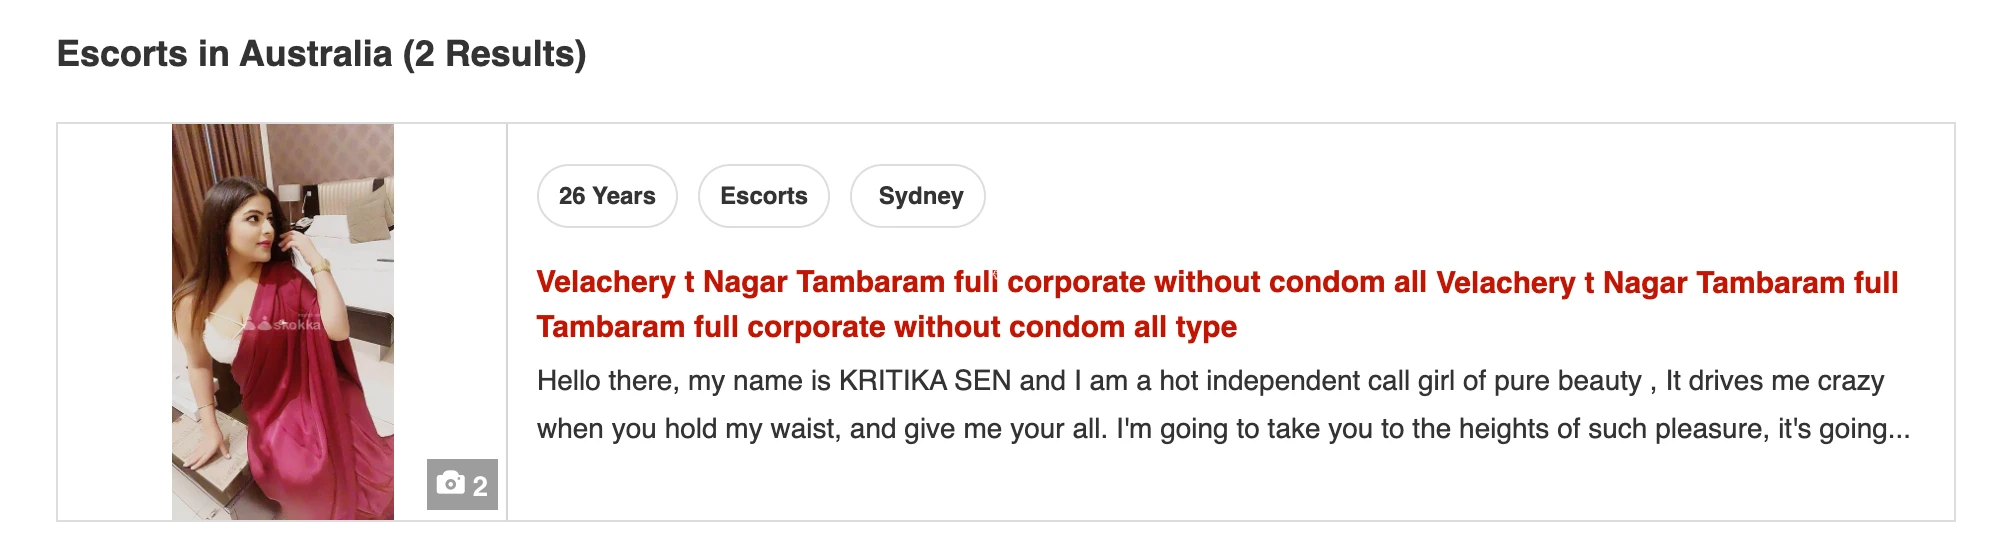 Escorts in Australia (2 Results)
26 Years Escorts Sydney
Velachery t Nagar Tambaram full corporate without condom all Velachery t Nagar Tambaram full
Tambaram full corporate without condom all type
Hello there, my name is KRITIKA SEN and I am a hot independent call girl of pure beauty , It drives me crazy
when you hold my waist, and give me your all. I'm going to take you to the heights of such pleasure, it's going...
skokka
2